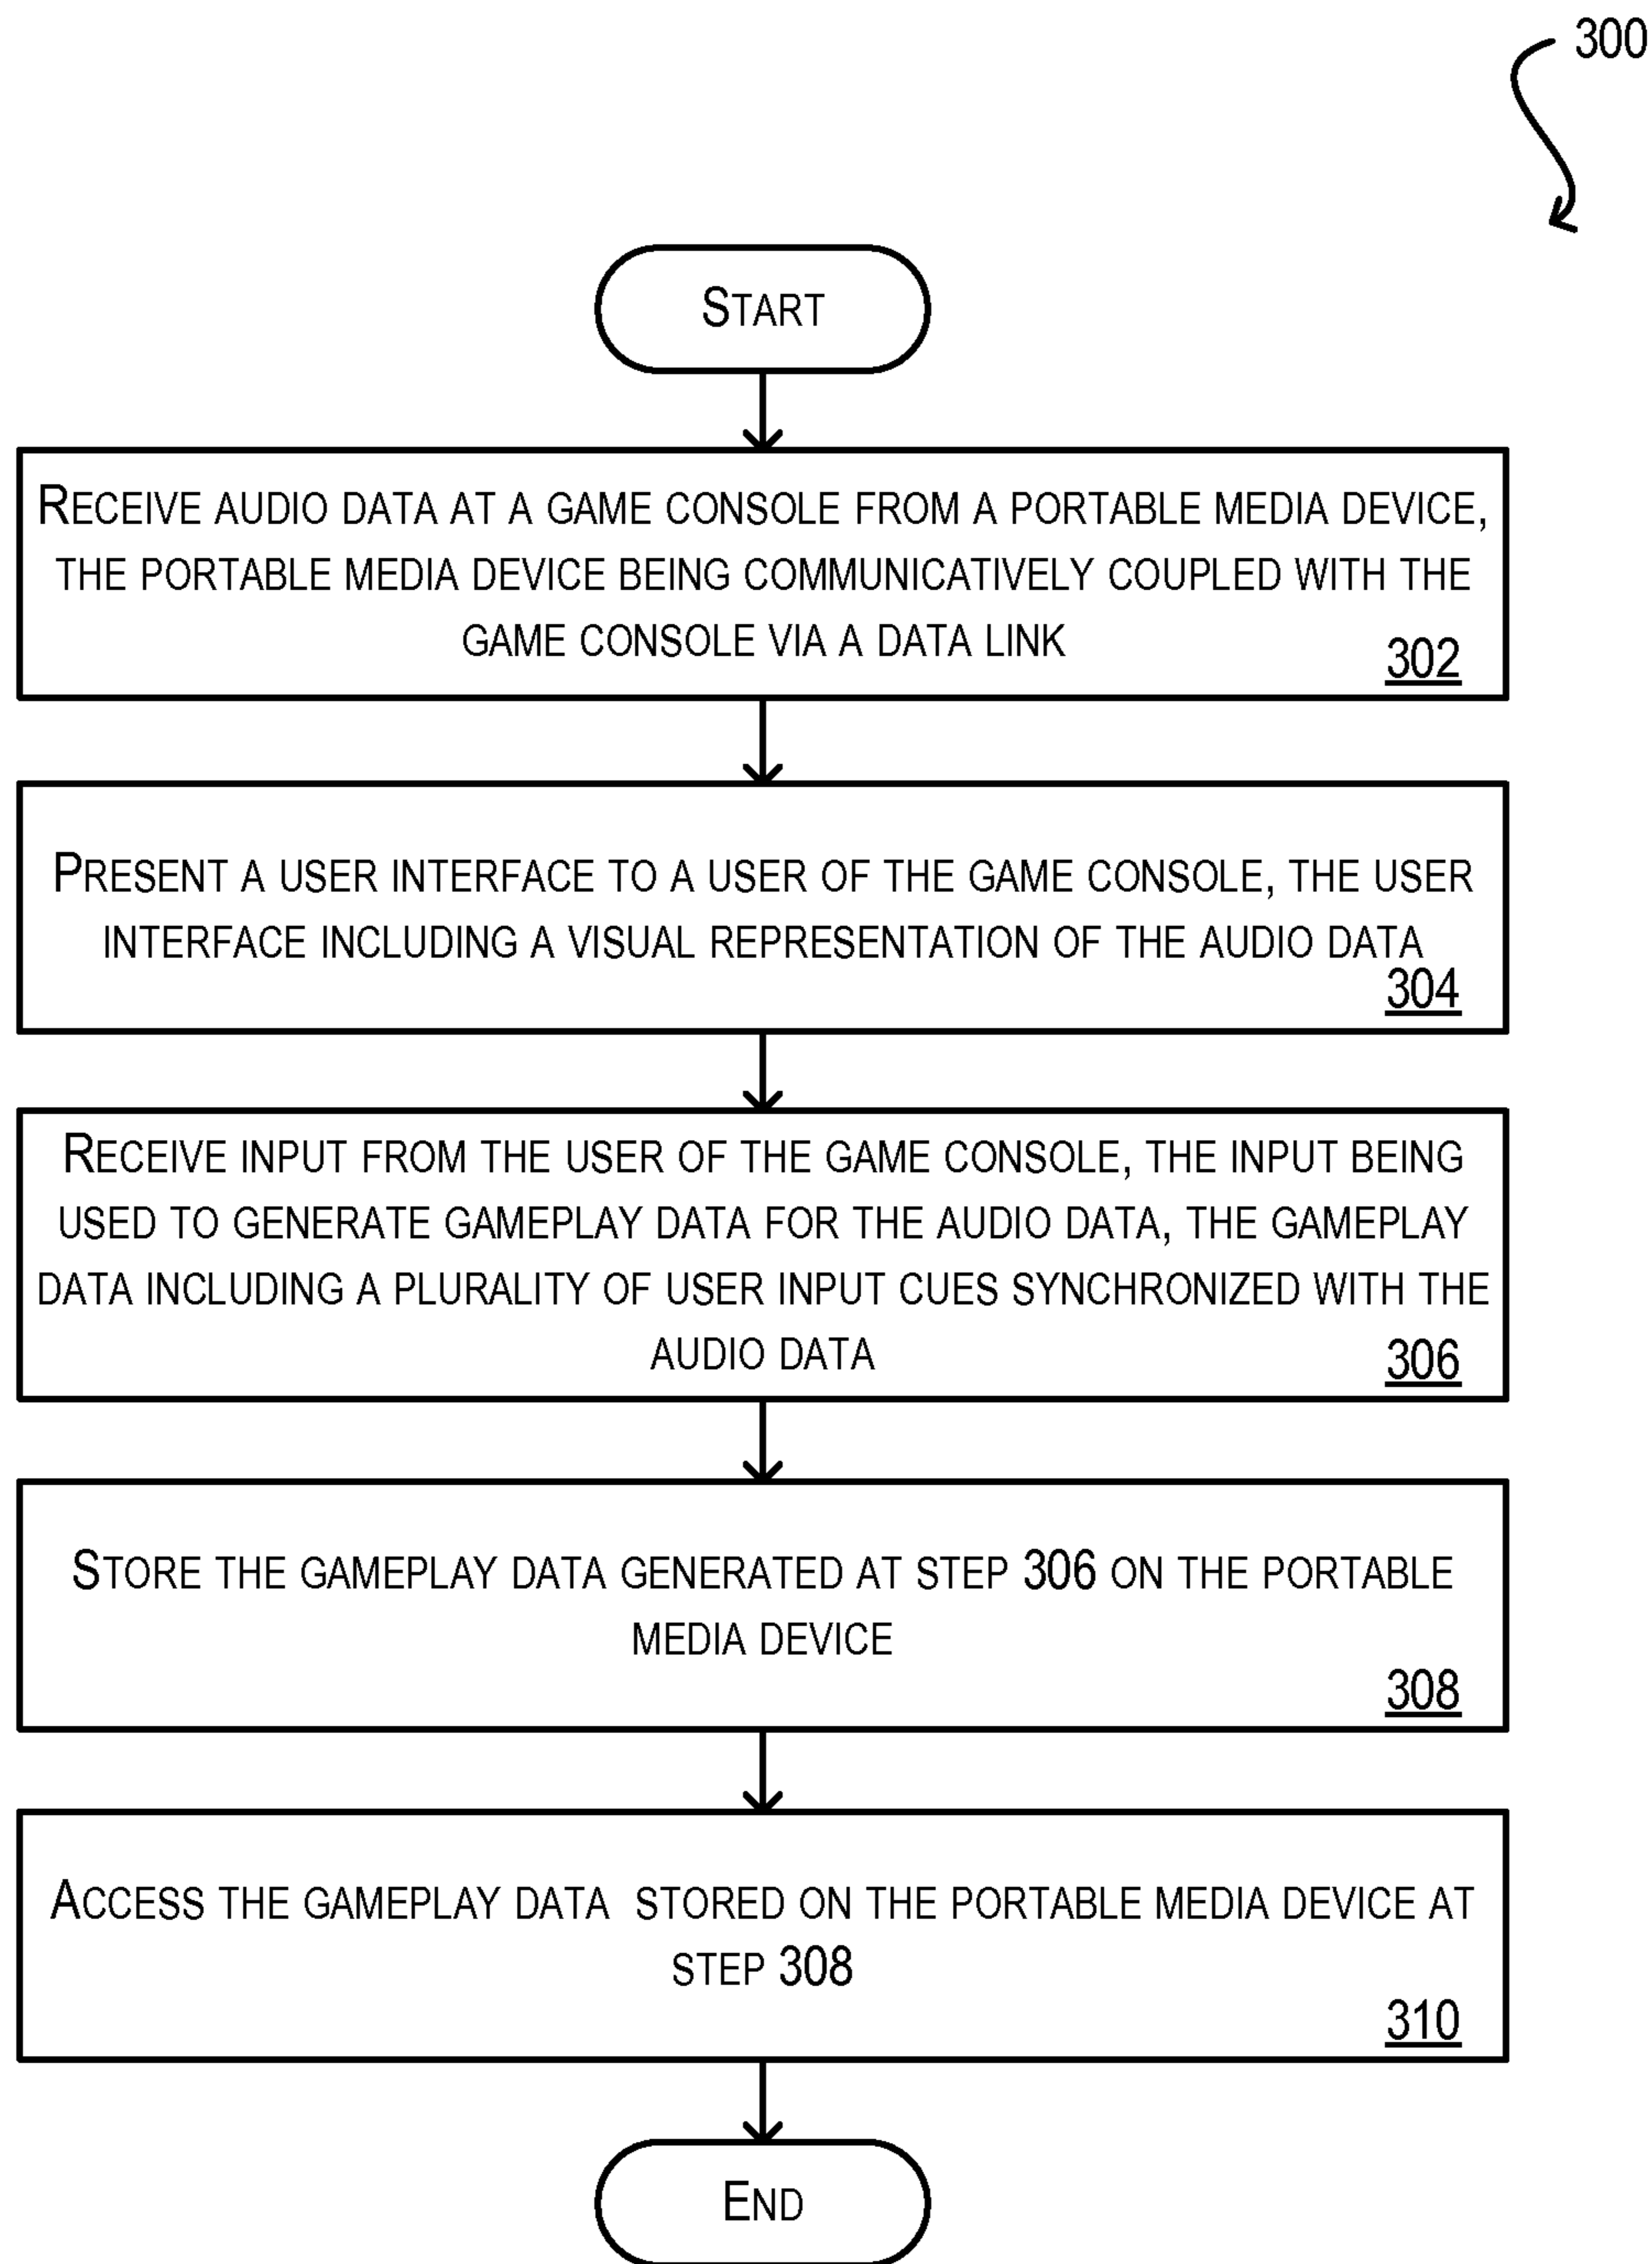 300
START
RECEIVE AUDIO DATA AT A GAME CONSOLE FROM A PORTABLE MEDIA DEVICE,
THE PORTABLE MEDIA DEVICE BEING COMMUNICATIVELY COUPLED WITH THE
GAME CONSOLE VIA A DATA LINK
302
PRESENT A USER INTERFACE TO A USER OF THE GAME CONSOLE, THE USER
INTERFACE INCLUDING A VISUAL REPRESENTATION OF THE AUDIO DATA
304
RECEIVE INPUT FROM THE USER OF THE GAME CONSOLE, THE INPUT BEING
USED TO GENERATE GAMEPLAY DATA FOR THE AUDIO DATA, THE GAMEPLAY
DATA INCLUDING A PLURALITY OF USER INPUT CUES SYNCHRONIZED WITH THE
AUDIO DATA
306
STORE THE GAMEPLAY DATA GENERATED AT STEP 306 ON THE PORTABLE
MEDIA DEVICE
308
ACCESS THE GAMEPLAY DATA STORED ON THE PORTABLE MEDIA DEVICE AT
STEP 308
310
END